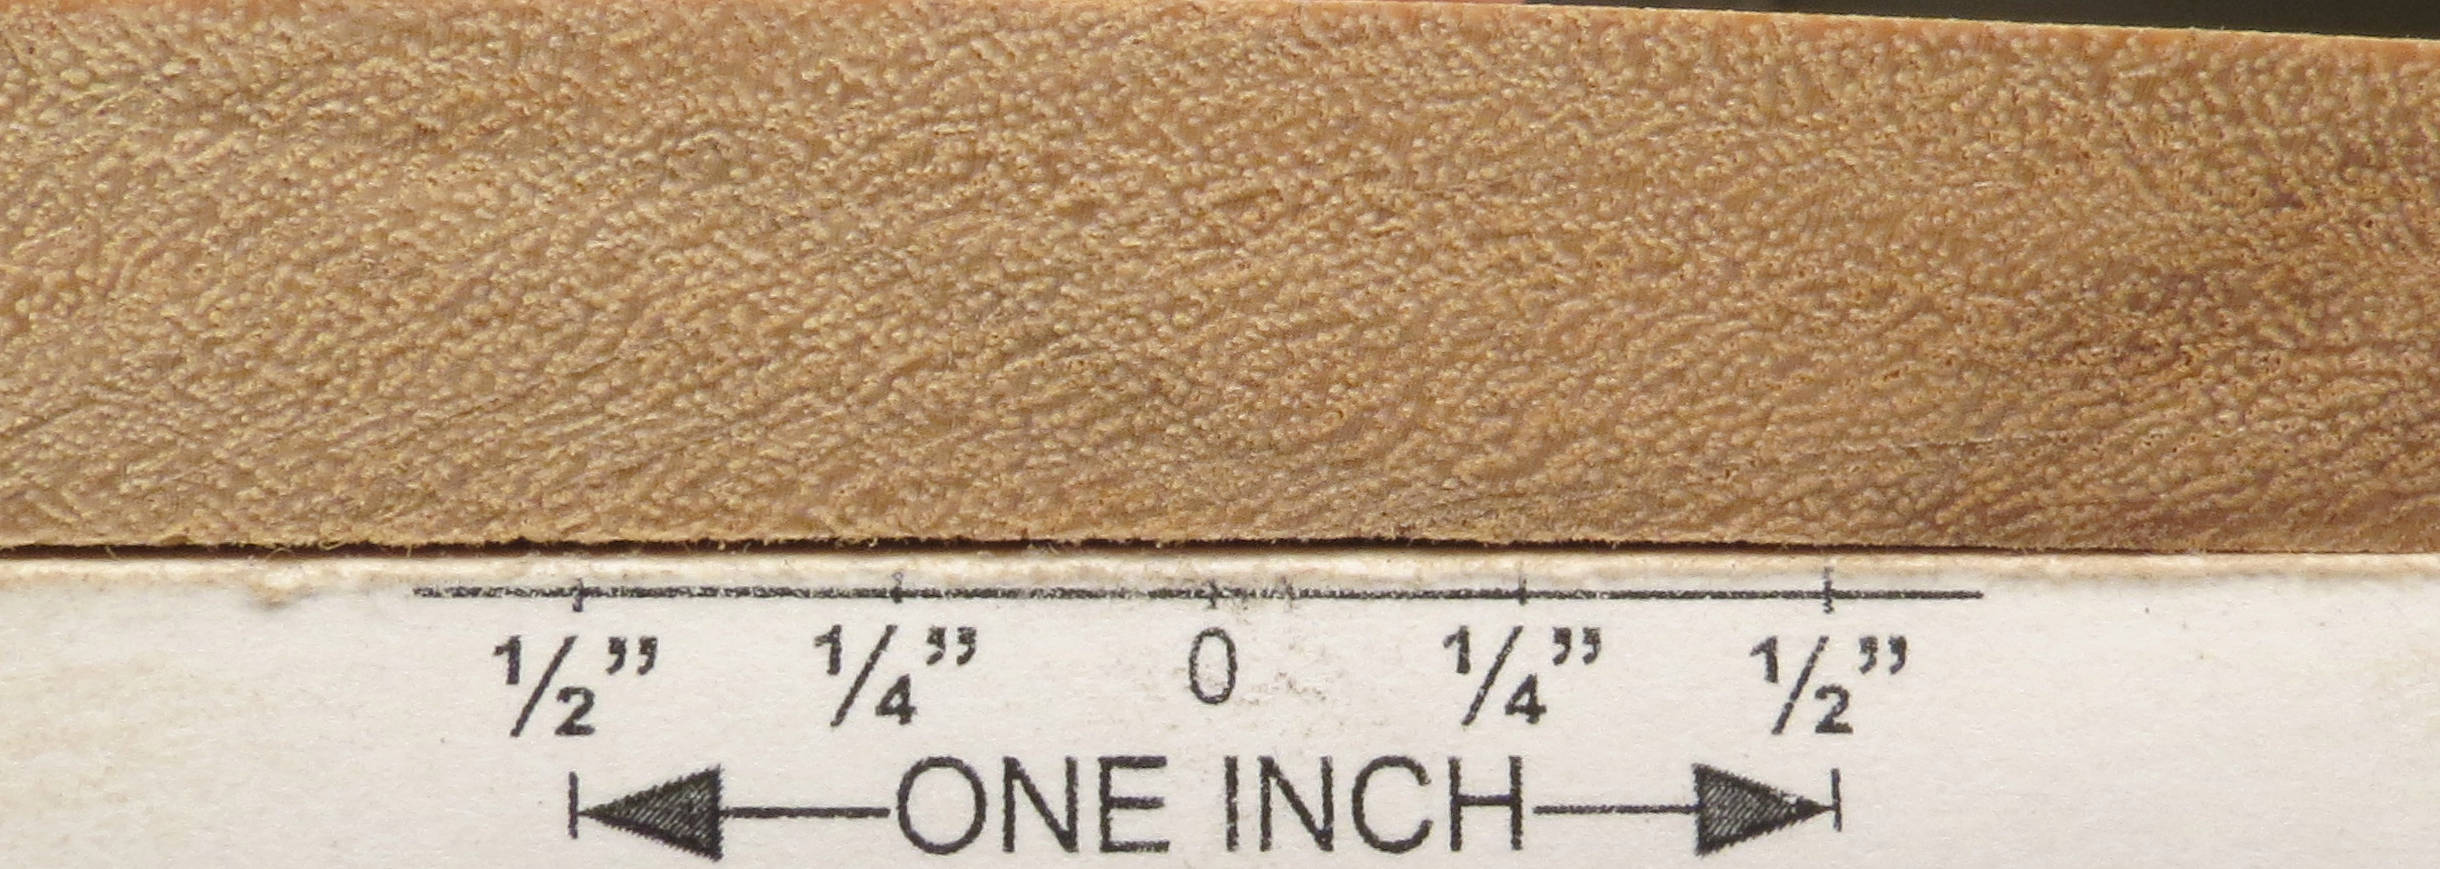 ½” ¼” 0 ¼” ½”
ONE INCH